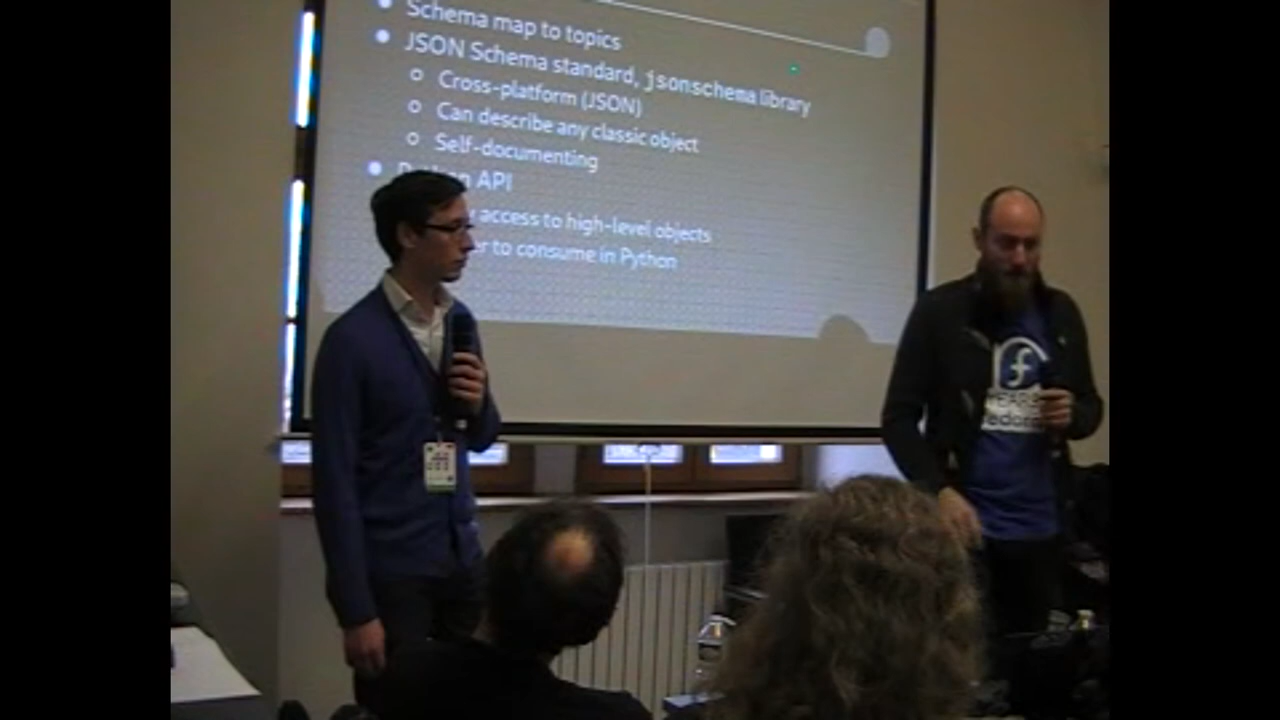 Schema map to topics
JSON Schema standard, jsonschema library
Cross-platform (JSON)
Can describe any classic object
Self-documenting
API
access to high-level objects
to consume in Python
f